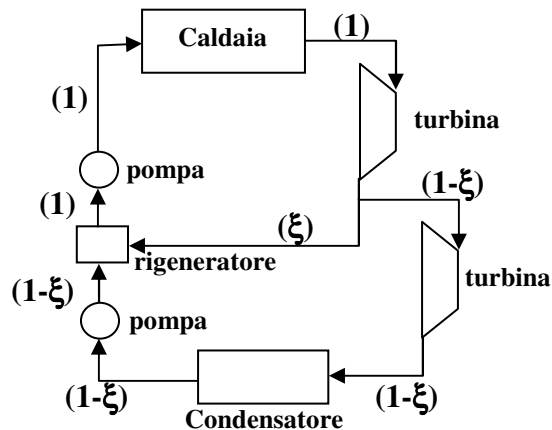 Caldaia
(1)
turbina
(1)
pompa
(1)
(1-ξ)
(ξ)
rigeneratore
turbina
(1-ξ)
pompa
(1-ξ)
(1-ξ)
Condensatore